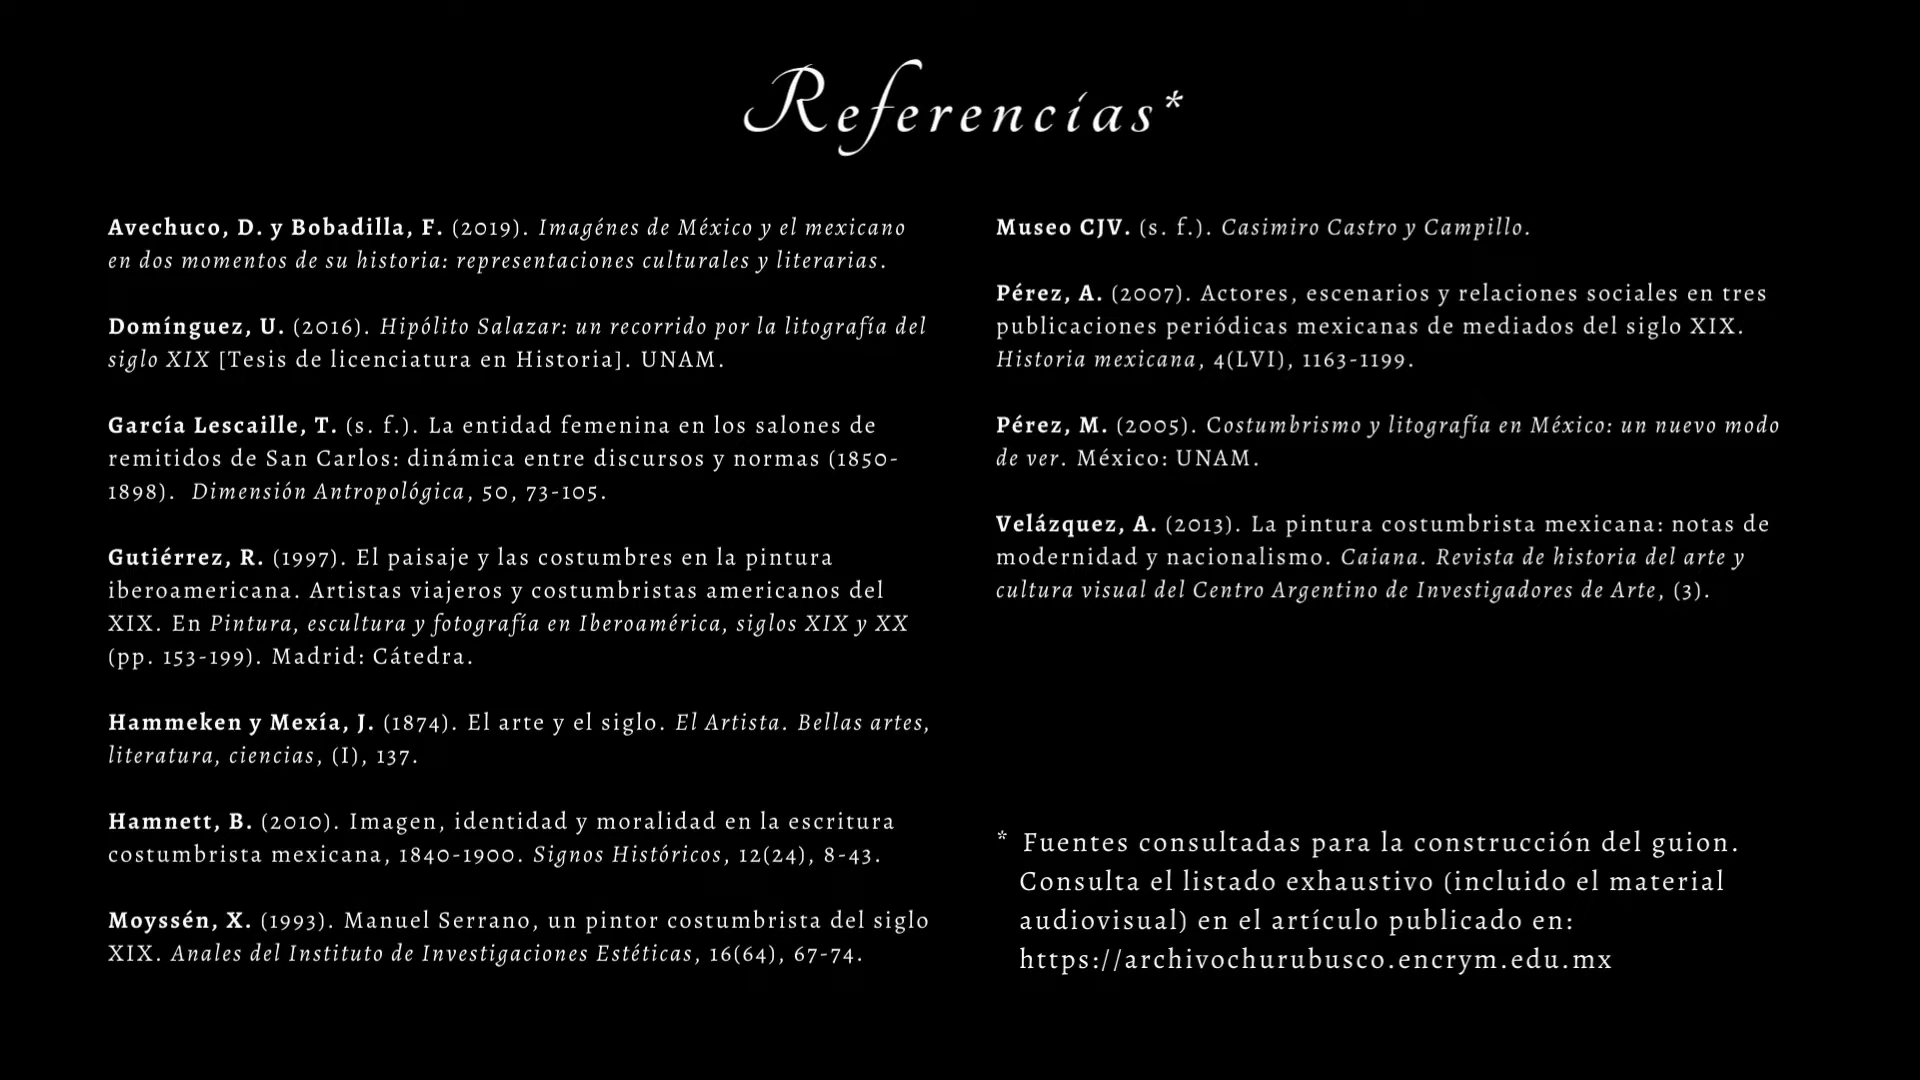 Referencias*
Avechuco, D. y Bobadilla, F. (2019). Imagénes de México y el mexicano
en dos momentos de su historia: representaciones culturales y literarias.
Domínguez, U. (2016). Hipólito Salazar: un recorrido por la litografía del
siglo XIX [Tesis de licenciatura en Historia]. UNAM.
García Lescaille, T. (s. f.). La entidad femenina en los salones de
remitidos de San Carlos: dinámica entre discursos y normas (1850-
1898). Dimensión Antropológica, 50, 73-105.
Gutiérrez, R. (1997). El paisaje y las costumbres en la pintura
iberoamericana. Artistas viajeros y costumbristas americanos del
XIX. En Pintura, escultura y fotografía en Iberoamérica, siglos XIX y XX
(pp. 153-199). Madrid: Cátedra.
Hammeken y Mexía, J. (1874). El arte y el siglo. El Artista. Bellas artes,
literatura, ciencias, (I), 137.
Hamnett, B. (2010). Imagen, identidad y moralidad en la escritura
costumbrista mexicana, 1840-1900. Signos Históricos, 12(24), 8-43.
Moyssén, X. (1993). Manuel Serrano, un pintor costumbrista del siglo
XIX. Anales del Instituto de Investigaciones Estéticas, 16(64), 67-74.
Museo CJV. (s. f.). Casimiro Castro y Campillo.
Pérez, A. (2007). Actores, escenarios y relaciones sociales en tres
publicaciones periódicas mexicanas de mediados del siglo XIX.
Historia mexicana, 4(LVI), 1163-1199.
Pérez, M. (2005). Costumbrismo y litografía en México: un nuevo modo
de ver. México: UNAM.
Velázquez, A. (2013). La pintura costumbrista mexicana: notas de
modernidad y nacionalismo. Caiana. Revista de historia del arte y
cultura visual del Centro Argentino de Investigadores de Arte, (3).
* Fuentes consultadas para la construcción del guion.
Consulta el listado exhaustivo (incluido el material
audiovisual) en el artículo publicado en:
https://archivochurubusco.encrym.edu.mx